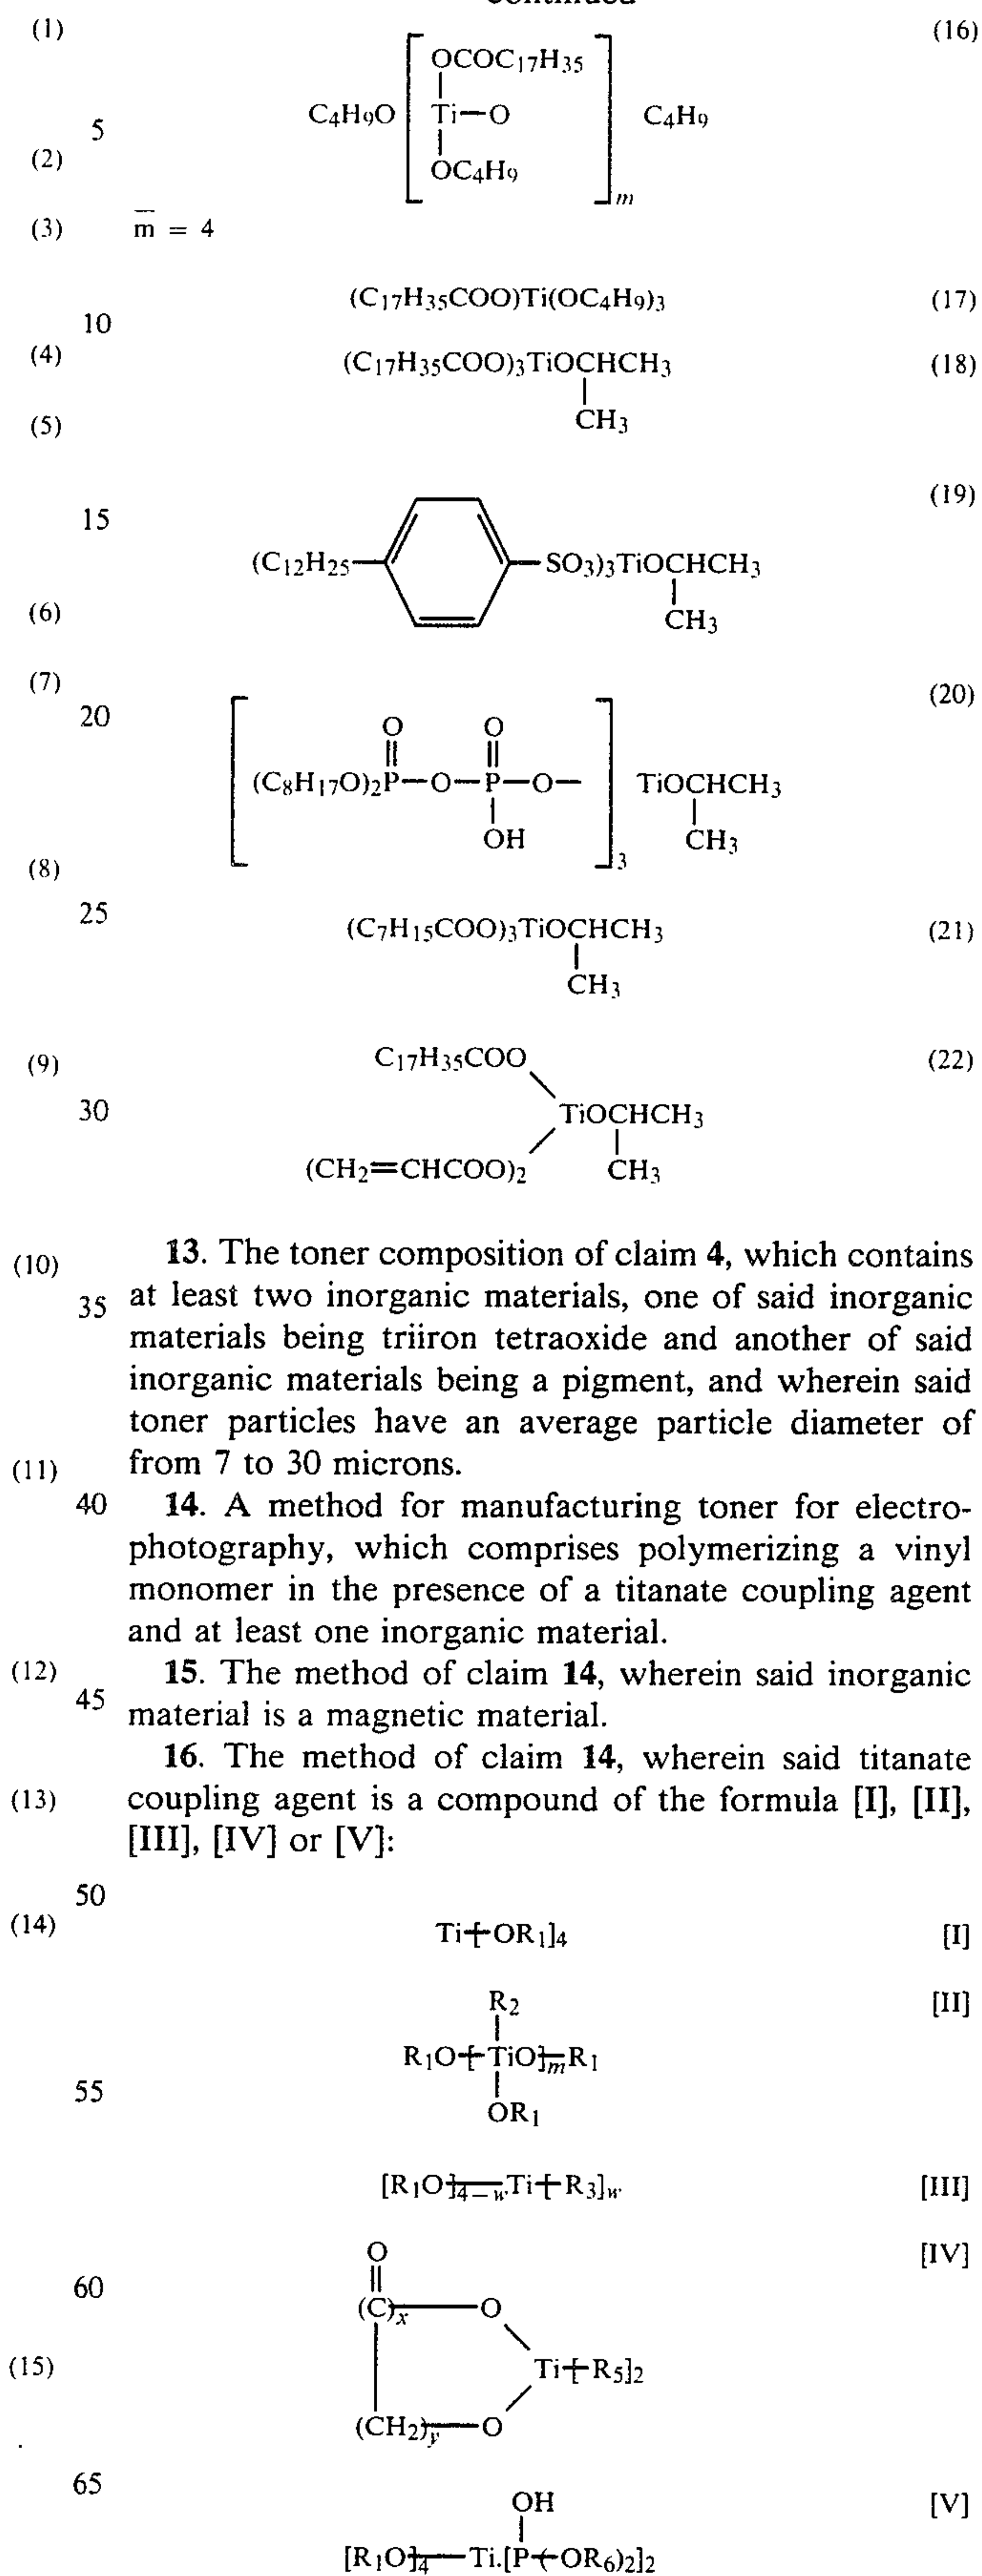 continued
(1)
(16)
OCOC17H35
C4H9O Ti—O C4H9
5
OC4H9
m
(2)
(3)
m̅ = 4
(C17H35COO)Ti(OC4H9)3 (17)
10
(4)
(C17H35COO)3TiOCHCH3 (18)
CH3
(5)
(19)
15
(C12H25— —SO3)3TiOCHCH3
CH3
(6)
(7)
(20)
20
O O
(C8H17O)2P—O—P—O— TiOCHCH3
OH CH3
3
(8)
25
(C7H15COO)3TiOCHCH3 (21)
CH3
(9)
C17H35COO (22)
30
TiOCHCH3
(CH2=CHCOO)2 CH3
(10)
13. The toner composition of claim 4, which contains
35
at least two inorganic materials, one of said inorganic
materials being triiron tetraoxide and another of said
inorganic materials being a pigment, and wherein said
toner particles have an average particle diameter of
(11)
from 7 to 30 microns.
40
14. A method for manufacturing toner for electro-
photography, which comprises polymerizing a vinyl
monomer in the presence of a titanate coupling agent
and at least one inorganic material.
(12)
15. The method of claim 14, wherein said inorganic
45
material is a magnetic material.
16. The method of claim 14, wherein said titanate
(13)
coupling agent is a compound of the formula [I], [II],
[III], [IV] or [V]:
50
(14)
Ti-[-OR1]4 [I]
R2 [II]
R1O-[-TiO-]-mR1
55
OR1
[R1O-]-4-wTi-[-R3]w [III]
O [IV]
60
(C)x—O
(15)
Ti-[-R5]2
(CH2)y—O
65
OH [V]
[R1O-]-4—Ti.[P-(-OR6)2]2